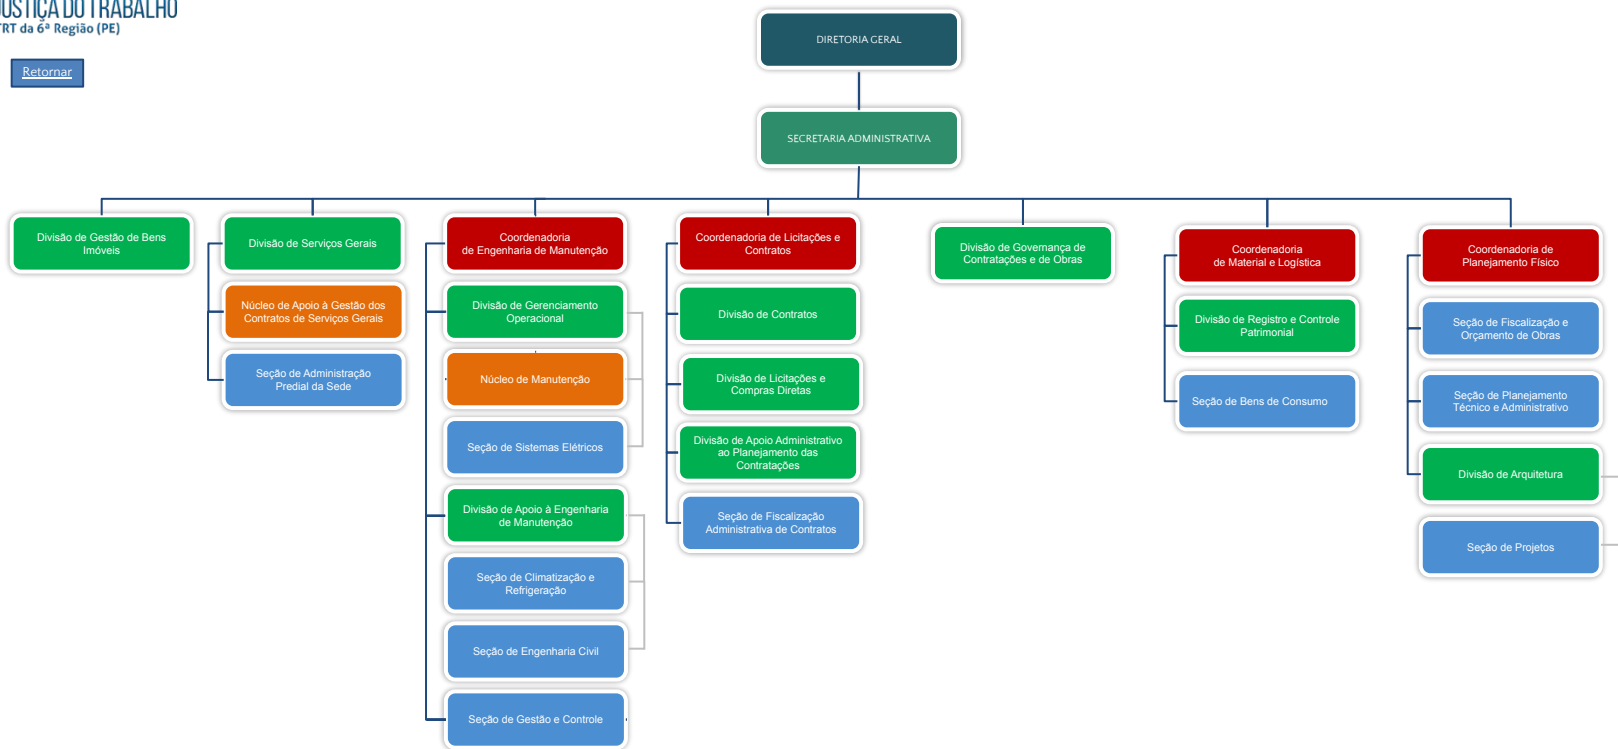 JUSTIÇA DO TRABALHO
TRT da 6ª Região (PE)
Retornar
DIRETORIA GERAL
SECRETARIA ADMINISTRATIVA
Divisão de Gestão de Bens
Imóveis
Divisão de Serviços Gerais
Núcleo de Apoio à Gestão dos
Contratos de Serviços Gerais
Seção de Administração
Predial da Sede
Coordenadoria
de Engenharia de Manutenção
Divisão de Gerenciamento
Operacional
Núcleo de Manutenção
Seção de Sistemas Elétricos
Divisão de Apoio à Engenharia
de Manutenção
Seção de Climatização e
Refrigeração
Seção de Engenharia Civil
Seção de Gestão e Controle
Coordenadoria de Licitações e
Contratos
Divisão de Contratos
Divisão de Licitações e
Compras Diretas
Divisão de Apoio Administrativo
ao Planejamento das
Contratações
Seção de Fiscalização
Administrativa de Contratos
Divisão de Governança de
Contratações e de Obras
Coordenadoria
de Material e Logística
Divisão de Registro e Controle
Patrimonial
Seção de Bens de Consumo
Coordenadoria de
Planejamento Físico
Seção de Fiscalização e
Orçamento de Obras
Seção de Planejamento
Técnico e Administrativo
Divisão de Arquitetura
Seção de Projetos